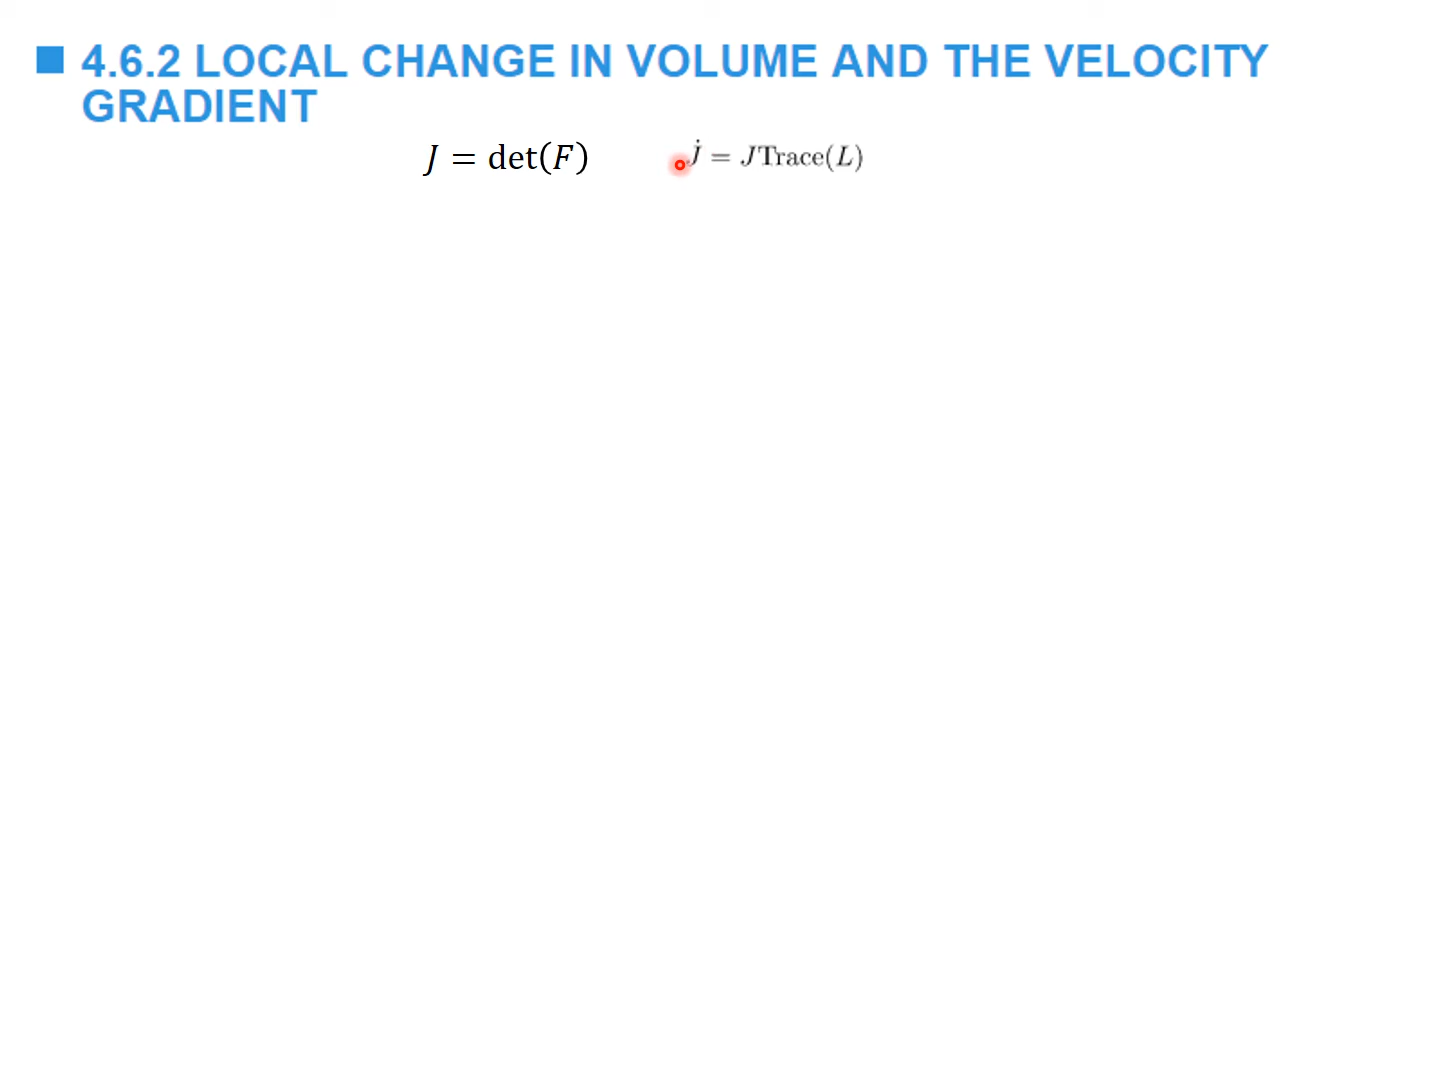 4.6.2 LOCAL CHANGE IN VOLUME AND THE VELOCITY
GRADIENT
J = det(F) J̇ = JTrace(L)